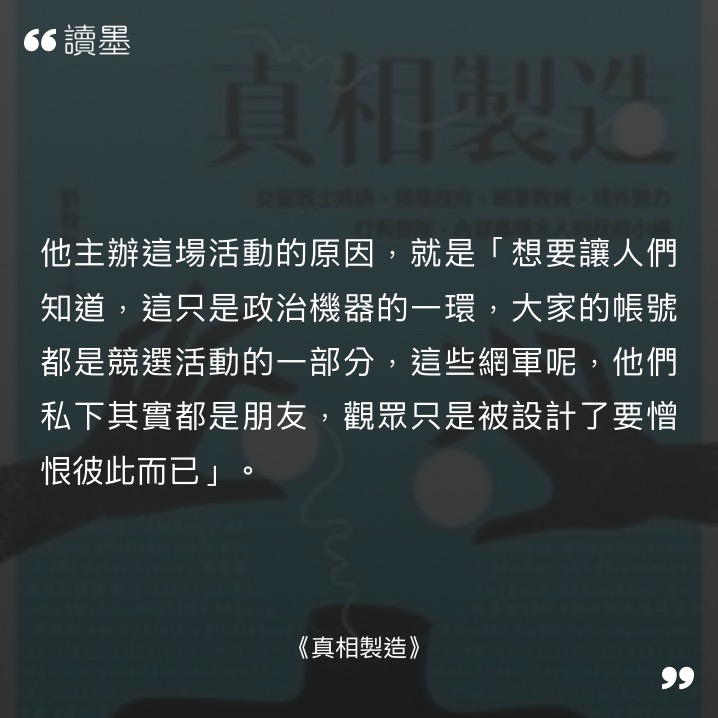 讀墨
真相製造
他主辦這場活動的原因，就是「想要讓人們
知道，這只是政治機器的一環，大家的帳號
都是競選活動的一部分，這些網軍呢，他們
私下其實都是朋友，觀眾只是被設計了要憎
恨彼此而已」。
《真相製造》